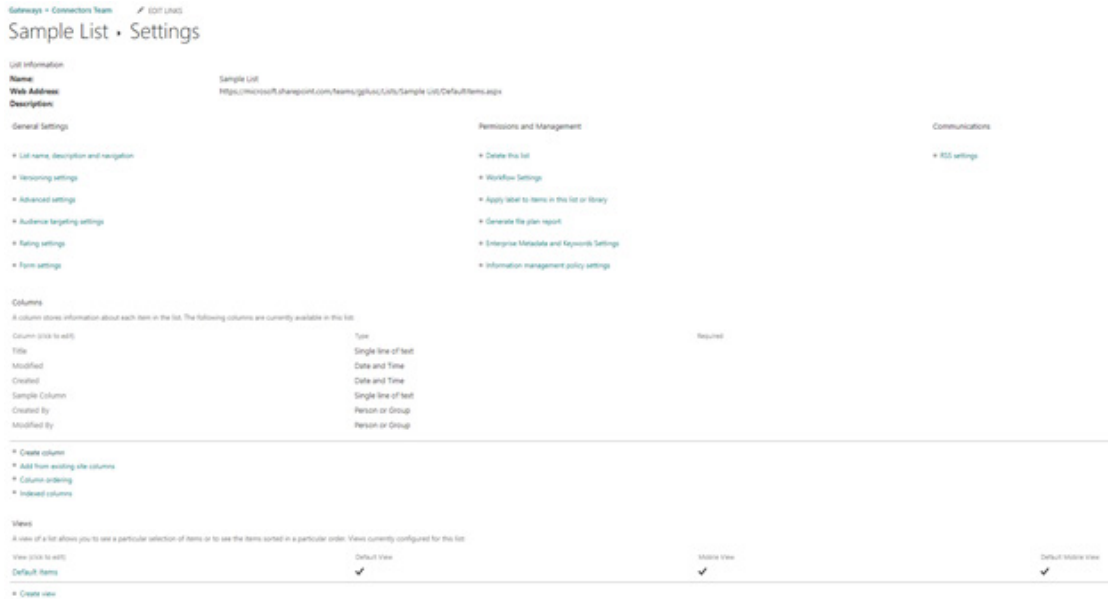 Gateways + Connectors Team EDIT LINKS
Sample List › Settings
List Information
Name: Sample List
Web Address: https://microsoft.sharepoint.com/teams/gplusc/Lists/Sample List/DefaultItems.aspx
Description:
General Settings Permissions and Management Communications
List name, description and navigation Delete this list RSS settings
Versioning settings Workflow Settings
Advanced settings Apply label to items in this list or library
Audience targeting settings Generate file plan report
Rating settings Enterprise Metadata and Keywords Settings
Form settings Information management policy settings
Columns
A column stores information about each item in the list. The following columns are currently available in this list:
Column (click to edit) Type Required
Title Single line of text
Modified Date and Time
Created Date and Time
Sample Column Single line of text
Created By Person or Group
Modified By Person or Group
Create column
Add from existing site columns
Column ordering
Indexed columns
Views
A view of a list allows you to see a particular selection of items or to see the items sorted in a particular order. Views currently configured for this list:
View (click to edit) Default View Mobile View Default Mobile View
Default Items ✓ ✓ ✓
Create view